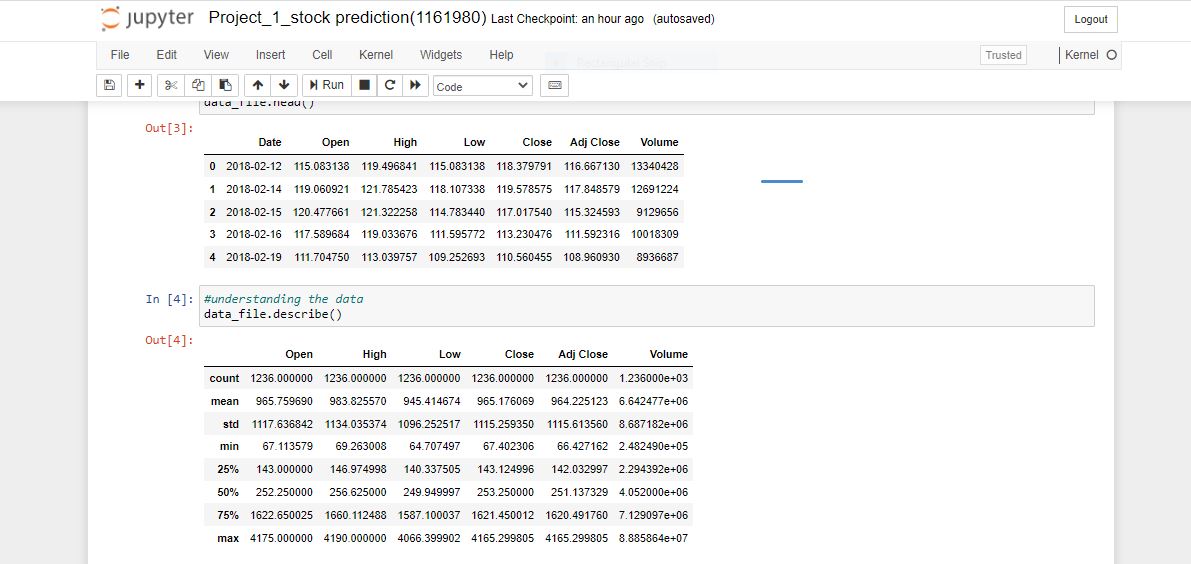 jupyter Project_1_stock prediction(1161980) Last Checkpoint: an hour ago (autosaved)
Logout
File Edit View Insert Cell Kernel Widgets Help
Trusted Kernel
Run Code
data_file.head()
Out[3]:
Date Open High Low Close Adj Close Volume
0 2018-02-12 115.083138 119.496841 115.083138 118.379791 116.667130 13340428
1 2018-02-14 119.060921 121.785423 118.107338 119.578575 117.848579 12691224
2 2018-02-15 120.477661 121.322258 114.783440 117.017540 115.324593 9129656
3 2018-02-16 117.589684 119.033676 111.595772 113.230476 111.592316 10018309
4 2018-02-19 111.704750 113.039757 109.252693 110.560455 108.960930 8936687
In [4]: #understanding the data
data_file.describe()
Out[4]:
Open High Low Close Adj Close Volume
count 1236.000000 1236.000000 1236.000000 1236.000000 1236.000000 1.236000e+03
mean 965.759690 983.825570 945.414674 965.176069 964.225123 6.642477e+06
std 1117.636842 1134.035374 1096.252517 1115.259350 1115.613560 8.687182e+06
min 67.113579 69.263008 64.707497 67.402306 66.427162 2.482490e+05
25% 143.000000 146.974998 140.337505 143.124996 142.032997 2.294392e+06
50% 252.250000 256.625000 249.949997 253.250000 251.137329 4.052000e+06
75% 1622.650025 1660.112488 1587.100037 1621.450012 1620.491760 7.129097e+06
max 4175.000000 4190.000000 4066.399902 4165.299805 4165.299805 8.885864e+07